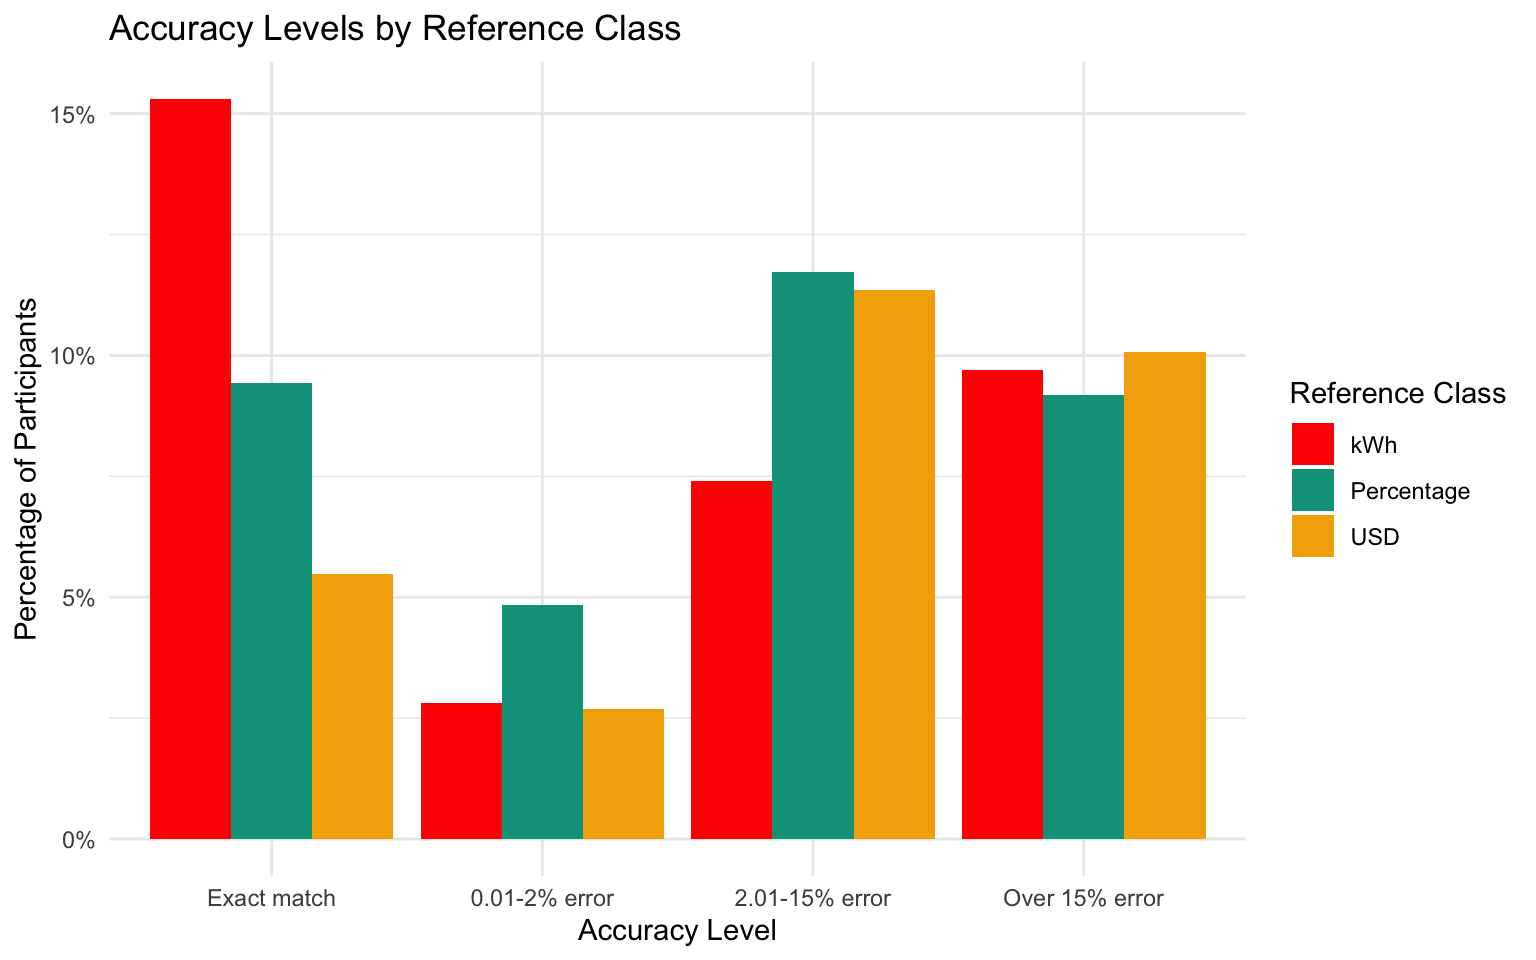 Accuracy Levels by Reference Class
Percentage of Participants
15%
10%
5%
0%
Exact match
0.01-2% error
2.01-15% error
Over 15% error
Accuracy Level
Reference Class
kWh
Percentage
USD